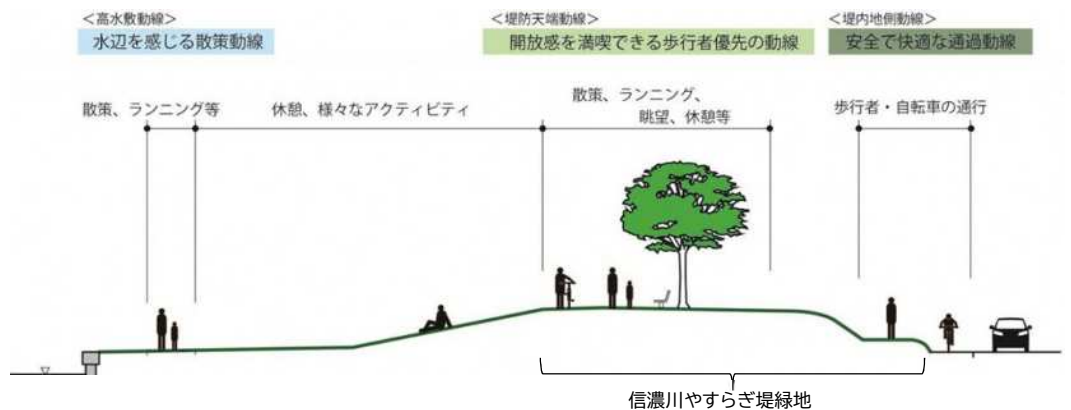 ＜高水敷動線＞
水辺を感じる散策動線
＜堤防天端動線＞
開放感を満喫できる歩行者優先の動線
＜堤内地側動線＞
安全で快適な通過動線
散策、ランニング等
休憩、様々なアクティビティ
散策、ランニング、
眺望、休憩等
歩行者・自転車の通行
信濃川やすらぎ堤緑地